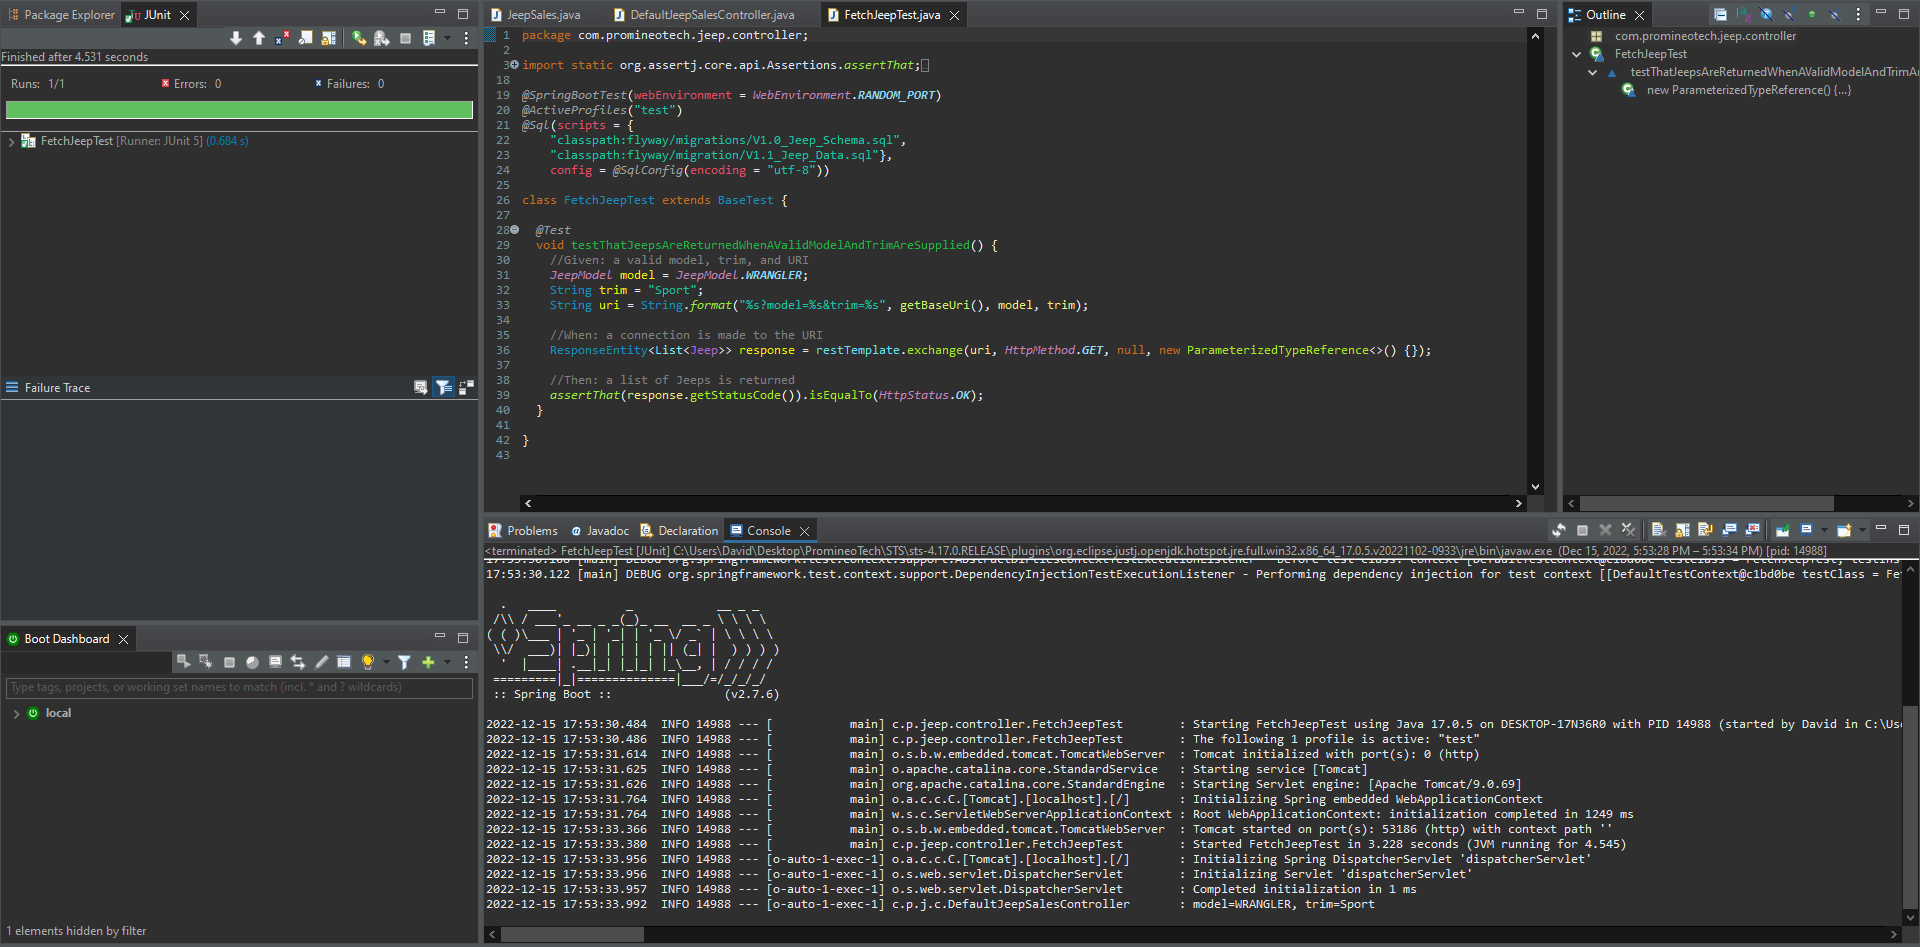 Package Explorer
JUnit
Finished after 4.531 seconds
Runs: 1/1
Errors: 0
Failures: 0
FetchJeepTest [Runner: JUnit 5] (0.684 s)
Failure Trace
Boot Dashboard
Type tags, projects, or working set names to match (incl. * and ? wildcards)
local
1 elements hidden by filter
JeepSales.java
DefaultJeepSalesController.java
FetchJeepTest.java
1 package com.promineotech.jeep.controller;
2
3 import static org.assertj.core.api.Assertions.assertThat;
18
19 @SpringBootTest(webEnvironment = WebEnvironment.RANDOM_PORT)
20 @ActiveProfiles("test")
21 @Sql(scripts = {
22     "classpath:flyway/migrations/V1.0_Jeep_Schema.sql",
23     "classpath:flyway/migration/V1.1_Jeep_Data.sql"},
24     config = @SqlConfig(encoding = "utf-8"))
25
26 class FetchJeepTest extends BaseTest {
27
28   @Test
29   void testThatJeepsAreReturnedWhenAValidModelAndTrimAreSupplied() {
30     //Given: a valid model, trim, and URI
31     JeepModel model = JeepModel.WRANGLER;
32     String trim = "Sport";
33     String uri = String.format("%s?model=%s&trim=%s", getBaseUri(), model, trim);
34
35     //When: a connection is made to the URI
36     ResponseEntity<List<Jeep>> response = restTemplate.exchange(uri, HttpMethod.GET, null, new ParameterizedTypeReference<>() {});
37
38     //Then: a list of Jeeps is returned
39     assertThat(response.getStatusCode()).isEqualTo(HttpStatus.OK);
40   }
41
42 }
43
Outline
com.promineotech.jeep.controller
FetchJeepTest
testThatJeepsAreReturnedWhenAValidModelAndTrimAr
new ParameterizedTypeReference() {...}
Problems
Javadoc
Declaration
Console
<terminated> FetchJeepTest [JUnit] C:\Users\David\Desktop\PromineoTech\STS\sts-4.17.0.RELEASE\plugins\org.eclipse.justj.openjdk.hotspot.jre.full.win32.x86_64_17.0.5.v20221102-0933\jre\bin\javaw.exe (Dec 15, 2022, 5:53:28 PM – 5:53:34 PM) [pid: 14988]
17:53:30.122 [main] DEBUG org.springframework.test.context.support.DependencyInjectionTestExecutionListener - Performing dependency injection for test context [[DefaultTestContext@c1bd0be testClass = Fe
:: Spring Boot ::                (v2.7.6)
2022-12-15 17:53:30.484  INFO 14988 --- [           main] c.p.jeep.controller.FetchJeepTest        : Starting FetchJeepTest using Java 17.0.5 on DESKTOP-17N36R0 with PID 14988 (started by David in C:\Use
2022-12-15 17:53:30.486  INFO 14988 --- [           main] c.p.jeep.controller.FetchJeepTest        : The following 1 profile is active: "test"
2022-12-15 17:53:31.614  INFO 14988 --- [           main] o.s.b.w.embedded.tomcat.TomcatWebServer  : Tomcat initialized with port(s): 0 (http)
2022-12-15 17:53:31.625  INFO 14988 --- [           main] o.apache.catalina.core.StandardService   : Starting service [Tomcat]
2022-12-15 17:53:31.626  INFO 14988 --- [           main] org.apache.catalina.core.StandardEngine  : Starting Servlet engine: [Apache Tomcat/9.0.69]
2022-12-15 17:53:31.764  INFO 14988 --- [           main] o.a.c.c.C.[Tomcat].[localhost].[/]       : Initializing Spring embedded WebApplicationContext
2022-12-15 17:53:31.764  INFO 14988 --- [           main] w.s.c.ServletWebServerApplicationContext : Root WebApplicationContext: initialization completed in 1249 ms
2022-12-15 17:53:33.366  INFO 14988 --- [           main] o.s.b.w.embedded.tomcat.TomcatWebServer  : Tomcat started on port(s): 53186 (http) with context path ''
2022-12-15 17:53:33.380  INFO 14988 --- [           main] c.p.jeep.controller.FetchJeepTest        : Started FetchJeepTest in 3.228 seconds (JVM running for 4.545)
2022-12-15 17:53:33.956  INFO 14988 --- [o-auto-1-exec-1] o.a.c.c.C.[Tomcat].[localhost].[/]       : Initializing Spring DispatcherServlet 'dispatcherServlet'
2022-12-15 17:53:33.956  INFO 14988 --- [o-auto-1-exec-1] o.s.web.servlet.DispatcherServlet        : Initializing Servlet 'dispatcherServlet'
2022-12-15 17:53:33.957  INFO 14988 --- [o-auto-1-exec-1] o.s.web.servlet.DispatcherServlet        : Completed initialization in 1 ms
2022-12-15 17:53:33.992  INFO 14988 --- [o-auto-1-exec-1] c.p.j.c.DefaultJeepSalesController       : model=WRANGLER, trim=Sport